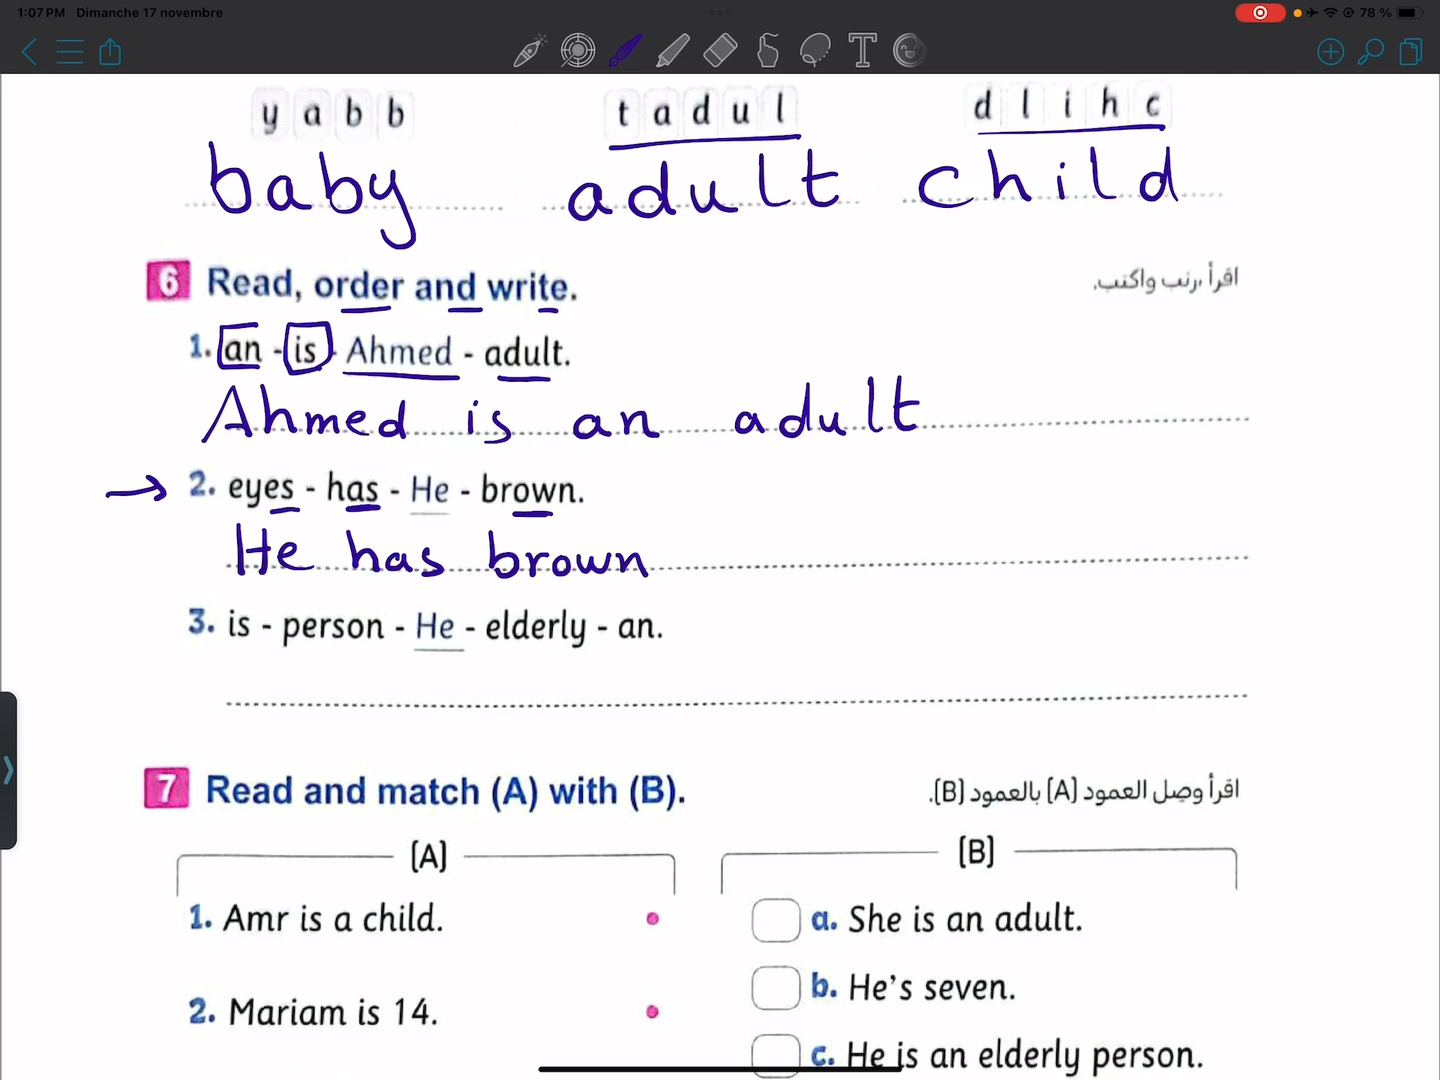 1:07 PM Dimanche 17 novembre 78 %
y a b b t a d u l d l i h c
baby adult child
6 Read, order and write. اقرأ ,رتب واكتب.
1. an - is - Ahmed - adult.
Ahmed is an adult
2. eyes - has - He - brown.
He has brown
3. is - person - He - elderly - an.
7 Read and match (A) with (B). اقرأ وصل العمود (A) بالعمود (B).
(A) (B)
1. Amr is a child. a. She is an adult.
b. He's seven.
2. Mariam is 14.
c. He is an elderly person.